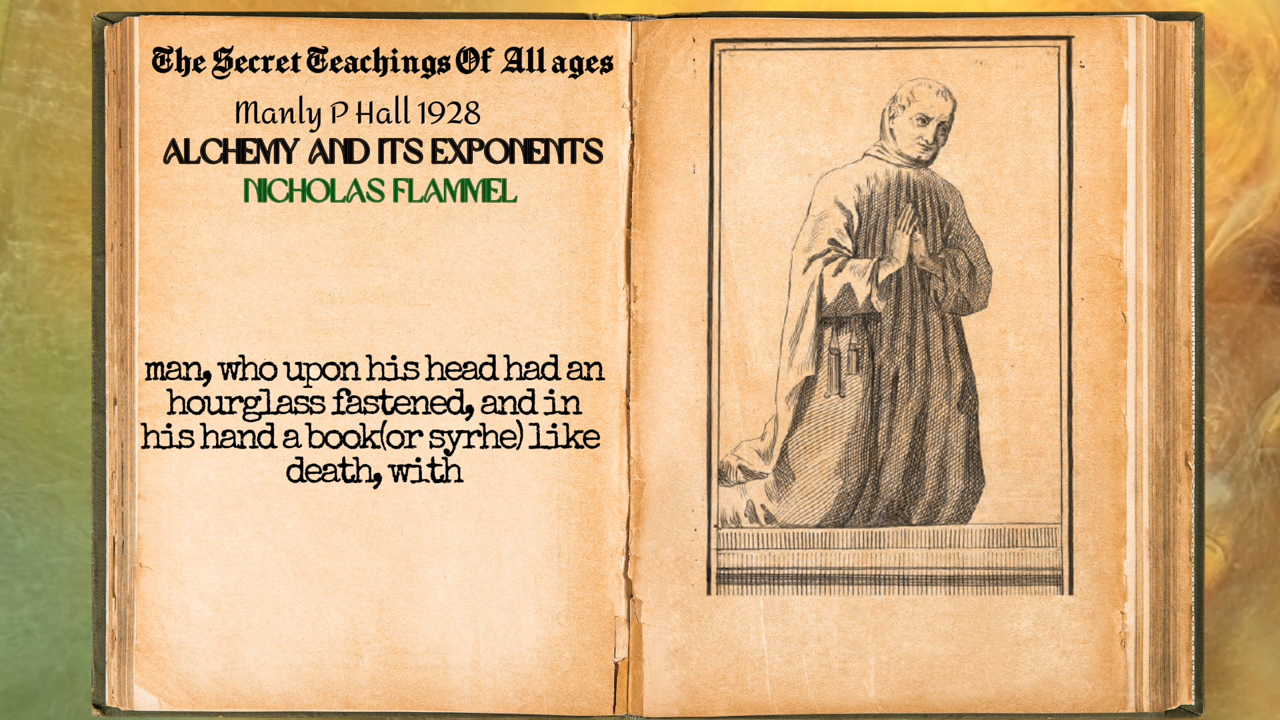 The Secret Teachings Of All ages
Manly P Hall 1928
ALCHEMY AND ITS EXPONENTS
NICHOLAS FLAMMEL
man, who upon his head had an
hourglass fastened, and in
his hand a book(or syrhe) like
death, with